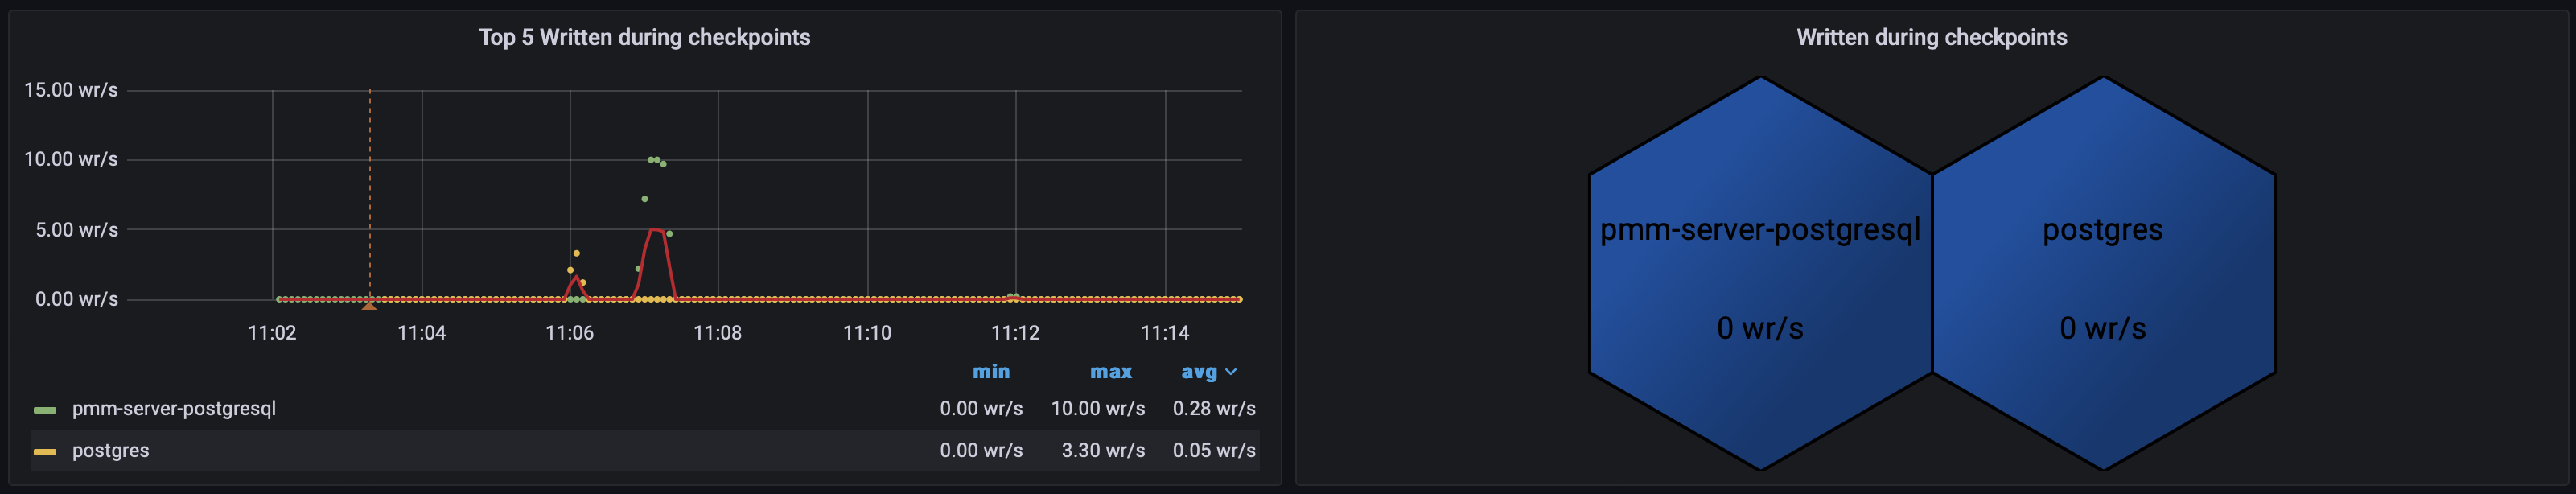 Top 5 Written during checkpoints
15.00 wr/s
10.00 wr/s
5.00 wr/s
0.00 wr/s
11:02 11:04 11:06 11:08 11:10 11:12 11:14
min max avg
pmm-server-postgresql 0.00 wr/s 10.00 wr/s 0.28 wr/s
postgres 0.00 wr/s 3.30 wr/s 0.05 wr/s
Written during checkpoints
pmm-server-postgresql postgres
0 wr/s 0 wr/s